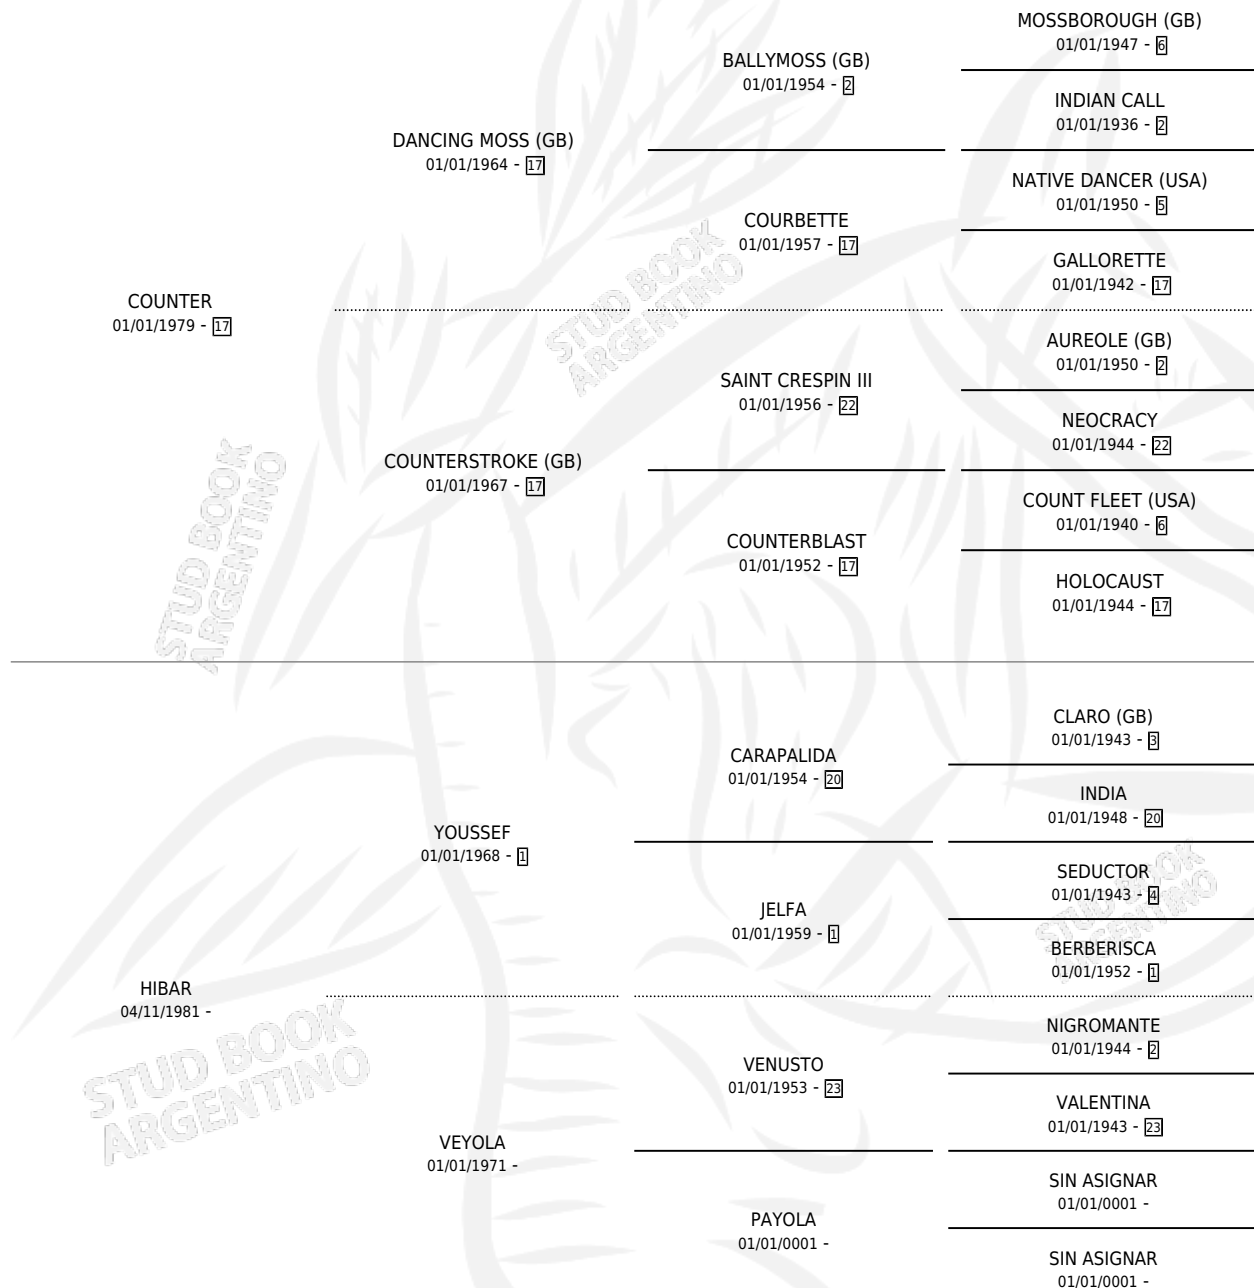 MOSSBOROUGH (GB)
01/01/1947 - 6
BALLYMOSS (GB)
01/01/1954 - 2
INDIAN CALL
01/01/1936 - 2
DANCING MOSS (GB)
01/01/1964 - 17
NATIVE DANCER (USA)
01/01/1950 - 5
COURBETTE
01/01/1957 - 17
GALLORETTE
01/01/1942 - 17
COUNTER
01/01/1979 - 17
STUD BOOK
ARGENTINO
AUREOLE (GB)
01/01/1950 - 2
SAINT CRESPIN III
01/01/1956 - 22
NEOCRACY
01/01/1944 - 22
COUNTERSTROKE (GB)
01/01/1967 - 17
COUNT FLEET (USA)
01/01/1940 - 6
COUNTERBLAST
01/01/1952 - 17
HOLOCAUST
01/01/1944 - 17
STUD BOOK
ARGENTINO
CLARO (GB)
01/01/1943 - 3
CARAPALIDA
01/01/1954 - 20
INDIA
01/01/1948 - 20
YOUSSEF
01/01/1968 - 1
SEDUCTOR
01/01/1943 - 4
JELFA
01/01/1959 - 1
BERBERISCA
01/01/1952 - 1
STUD BOOK
ARGENTINO
HIBAR
04/11/1981 -
NIGROMANTE
01/01/1944 - 2
VENUSTO
01/01/1953 - 23
VALENTINA
01/01/1943 - 23
STUD BOOK
ARGENTINO
VEYOLA
01/01/1971 -
SIN ASIGNAR
01/01/0001 -
PAYOLA
01/01/0001 -
SIN ASIGNAR
01/01/0001 -